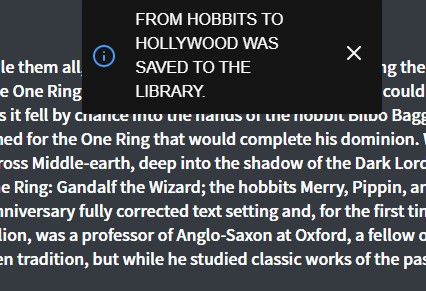 FROM HOBBITS TO
HOLLYWOOD WAS
SAVED TO THE
LIBRARY.
le them all, ng the
e One Ring could
s it fell by chance into the hands of the hobbit Bilbo Bagg
ned for the One Ring that would complete his dominion. W
ross Middle-earth, deep into the shadow of the Dark Lord
e Ring: Gandalf the Wizard; the hobbits Merry, Pippin, an
nniversary fully corrected text setting and, for the first tim
lion, was a professor of Anglo-Saxon at Oxford, a fellow o
en tradition, but while he studied classic works of the pas